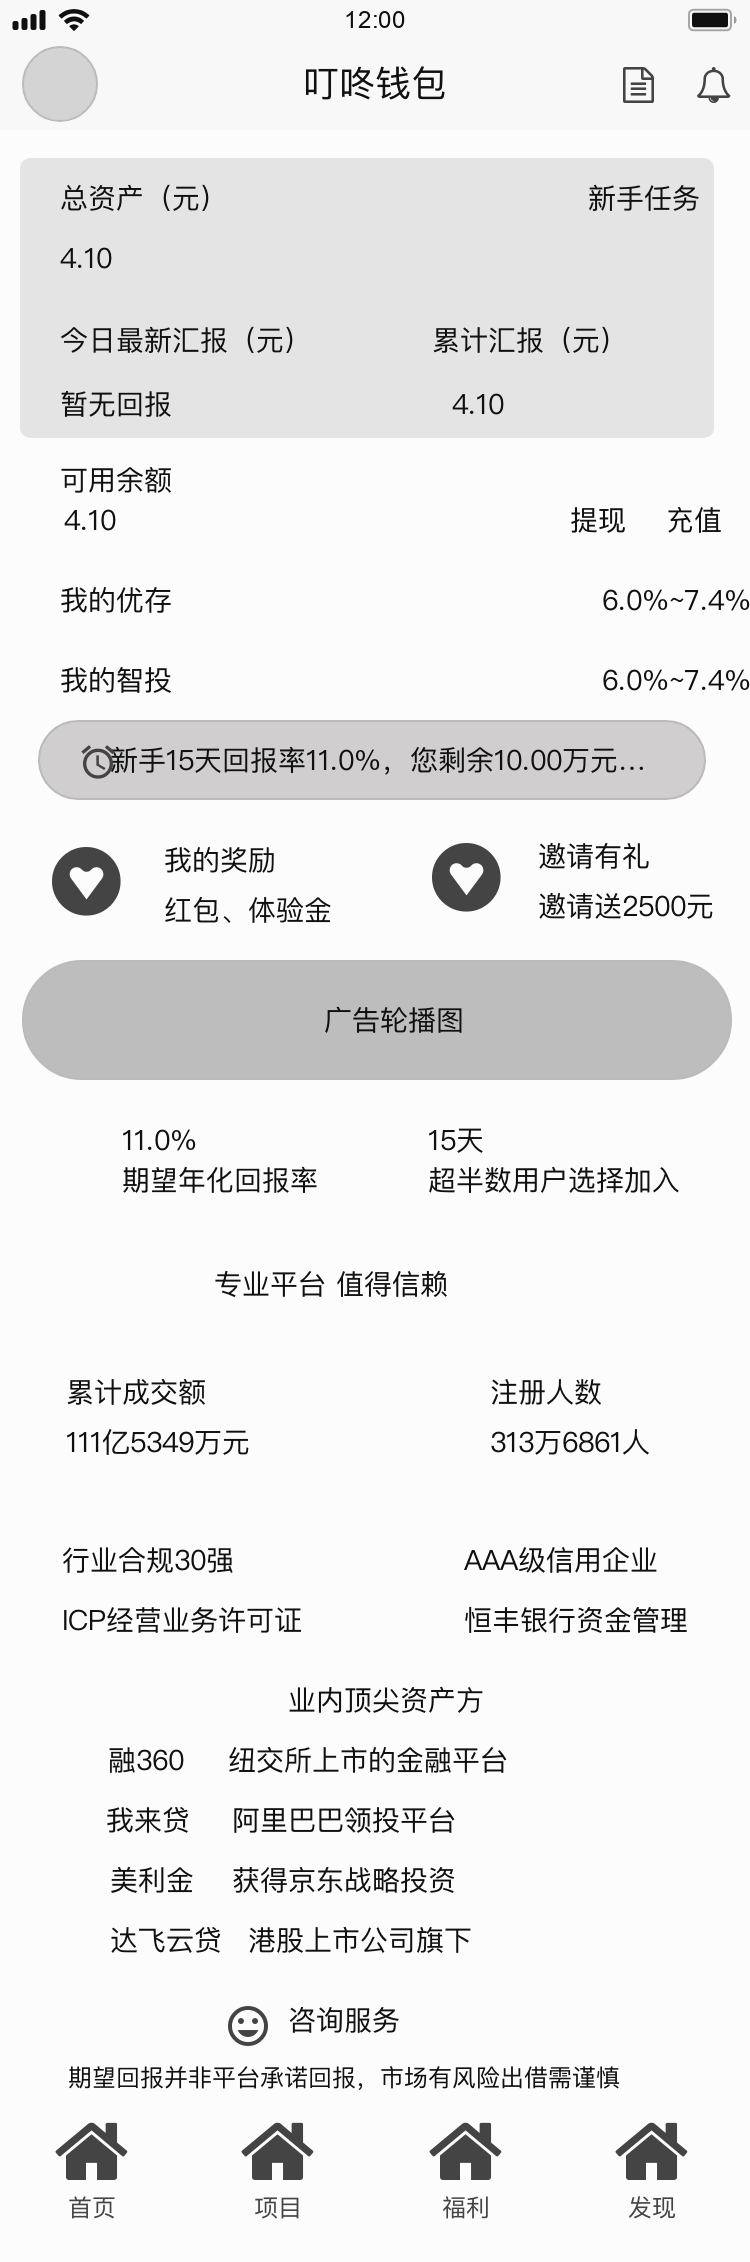 12:00
叮咚钱包
总资产（元） 新手任务
4.10
今日最新汇报（元） 累计汇报（元）
暂无回报 4.10
可用余额
4.10 提现 充值
我的优存 6.0%~7.4%
我的智投 6.0%~7.4%
新手15天回报率11.0%，您剩余10.00万元...
我的奖励 邀请有礼
红包、体验金 邀请送2500元
广告轮播图
11.0% 15天
期望年化回报率 超半数用户选择加入
专业平台 值得信赖
累计成交额 注册人数
111亿5349万元 313万6861人
行业合规30强 AAA级信用企业
ICP经营业务许可证 恒丰银行资金管理
业内顶尖资产方
融360 纽交所上市的金融平台
我来贷 阿里巴巴领投平台
美利金 获得京东战略投资
达飞云贷 港股上市公司旗下
咨询服务
期望回报并非平台承诺回报，市场有风险出借需谨慎
首页 项目 福利 发现